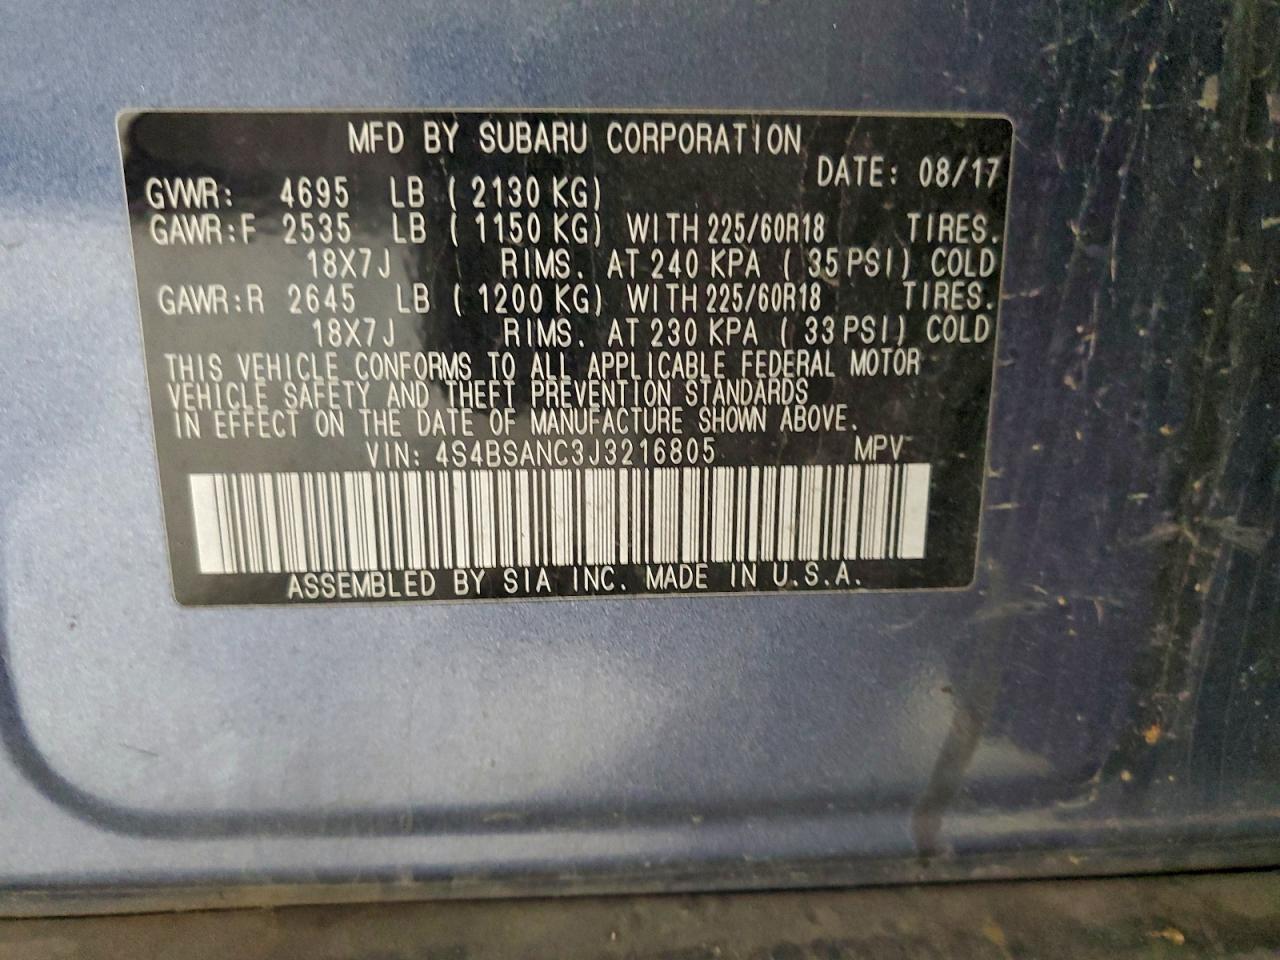 MFD BY SUBARU CORPORATION
DATE: 08/17
GVWR: 4695 LB ( 2130 KG)
GAWR:F 2535 LB ( 1150 KG) WITH 225/60R18 TIRES.
18X7J RIMS. AT 240 KPA ( 35 PSI) COLD
GAWR:R 2645 LB ( 1200 KG) WITH 225/60R18 TIRES.
18X7J RIMS. AT 230 KPA ( 33 PSI) COLD
THIS VEHICLE CONFORMS TO ALL APPLICABLE FEDERAL MOTOR
VEHICLE SAFETY AND THEFT PREVENTION STANDARDS
IN EFFECT ON THE DATE OF MANUFACTURE SHOWN ABOVE.
VIN: 4S4BSANC3J3216805 MPV
ASSEMBLED BY SIA INC. MADE IN U.S.A.